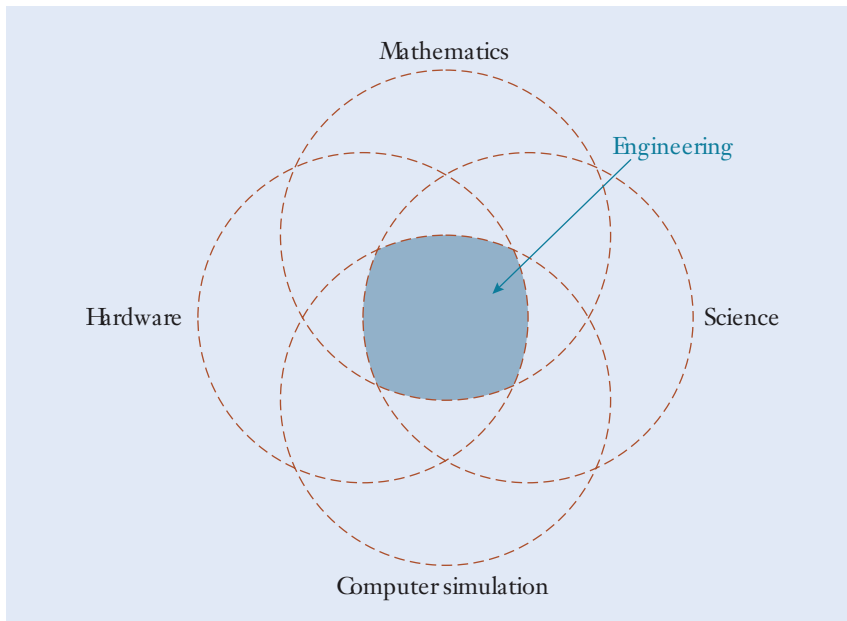 Mathematics
Engineering
Hardware
Science
Computer simulation